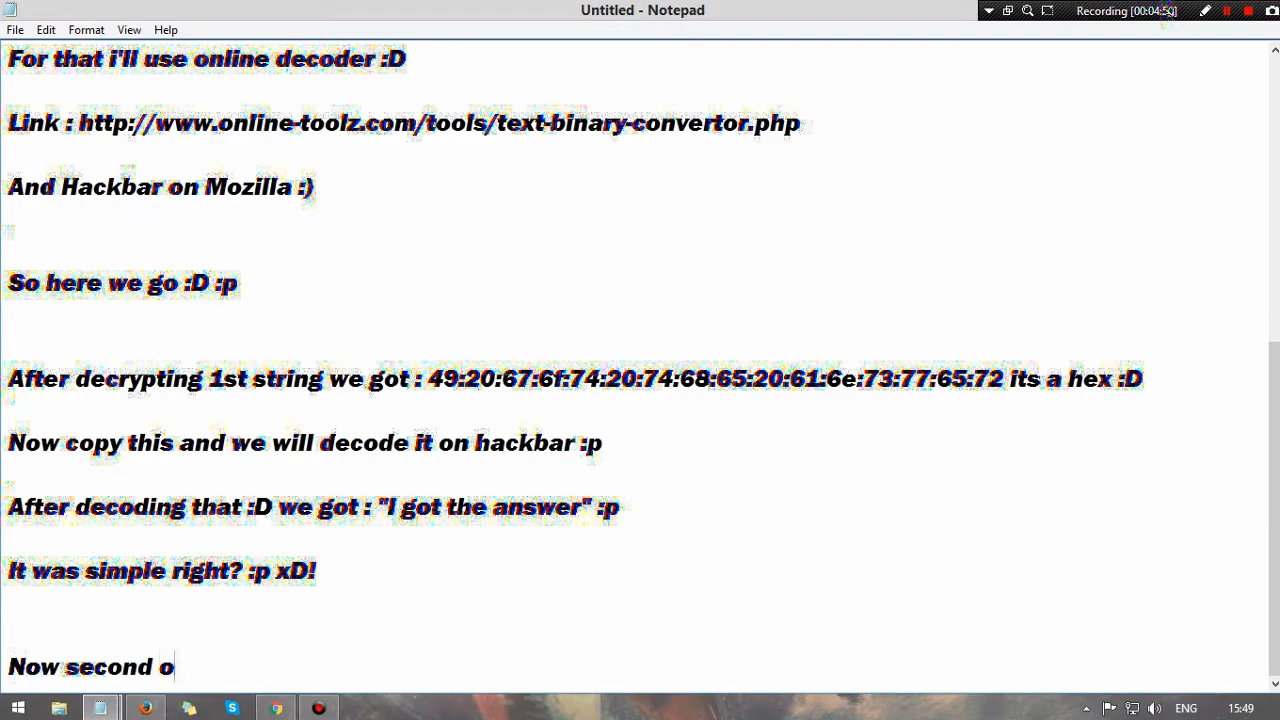 Untitled - Notepad
Recording [00:04:50]
File Edit Format View Help
For that i'll use online decoder :D
Link : http://www.online-toolz.com/tools/text-binary-convertor.php
And Hackbar on Mozilla :)
So here we go :D :p
After decrypting 1st string we got : 49:20:67:6f:74:20:74:68:65:20:61:6e:73:77:65:72 its a hex :D
Now copy this and we will decode it on hackbar :p
After decoding that :D we got : "I got the answer" :p
It was simple right? :p xD!
Now second o
ENG 15:49